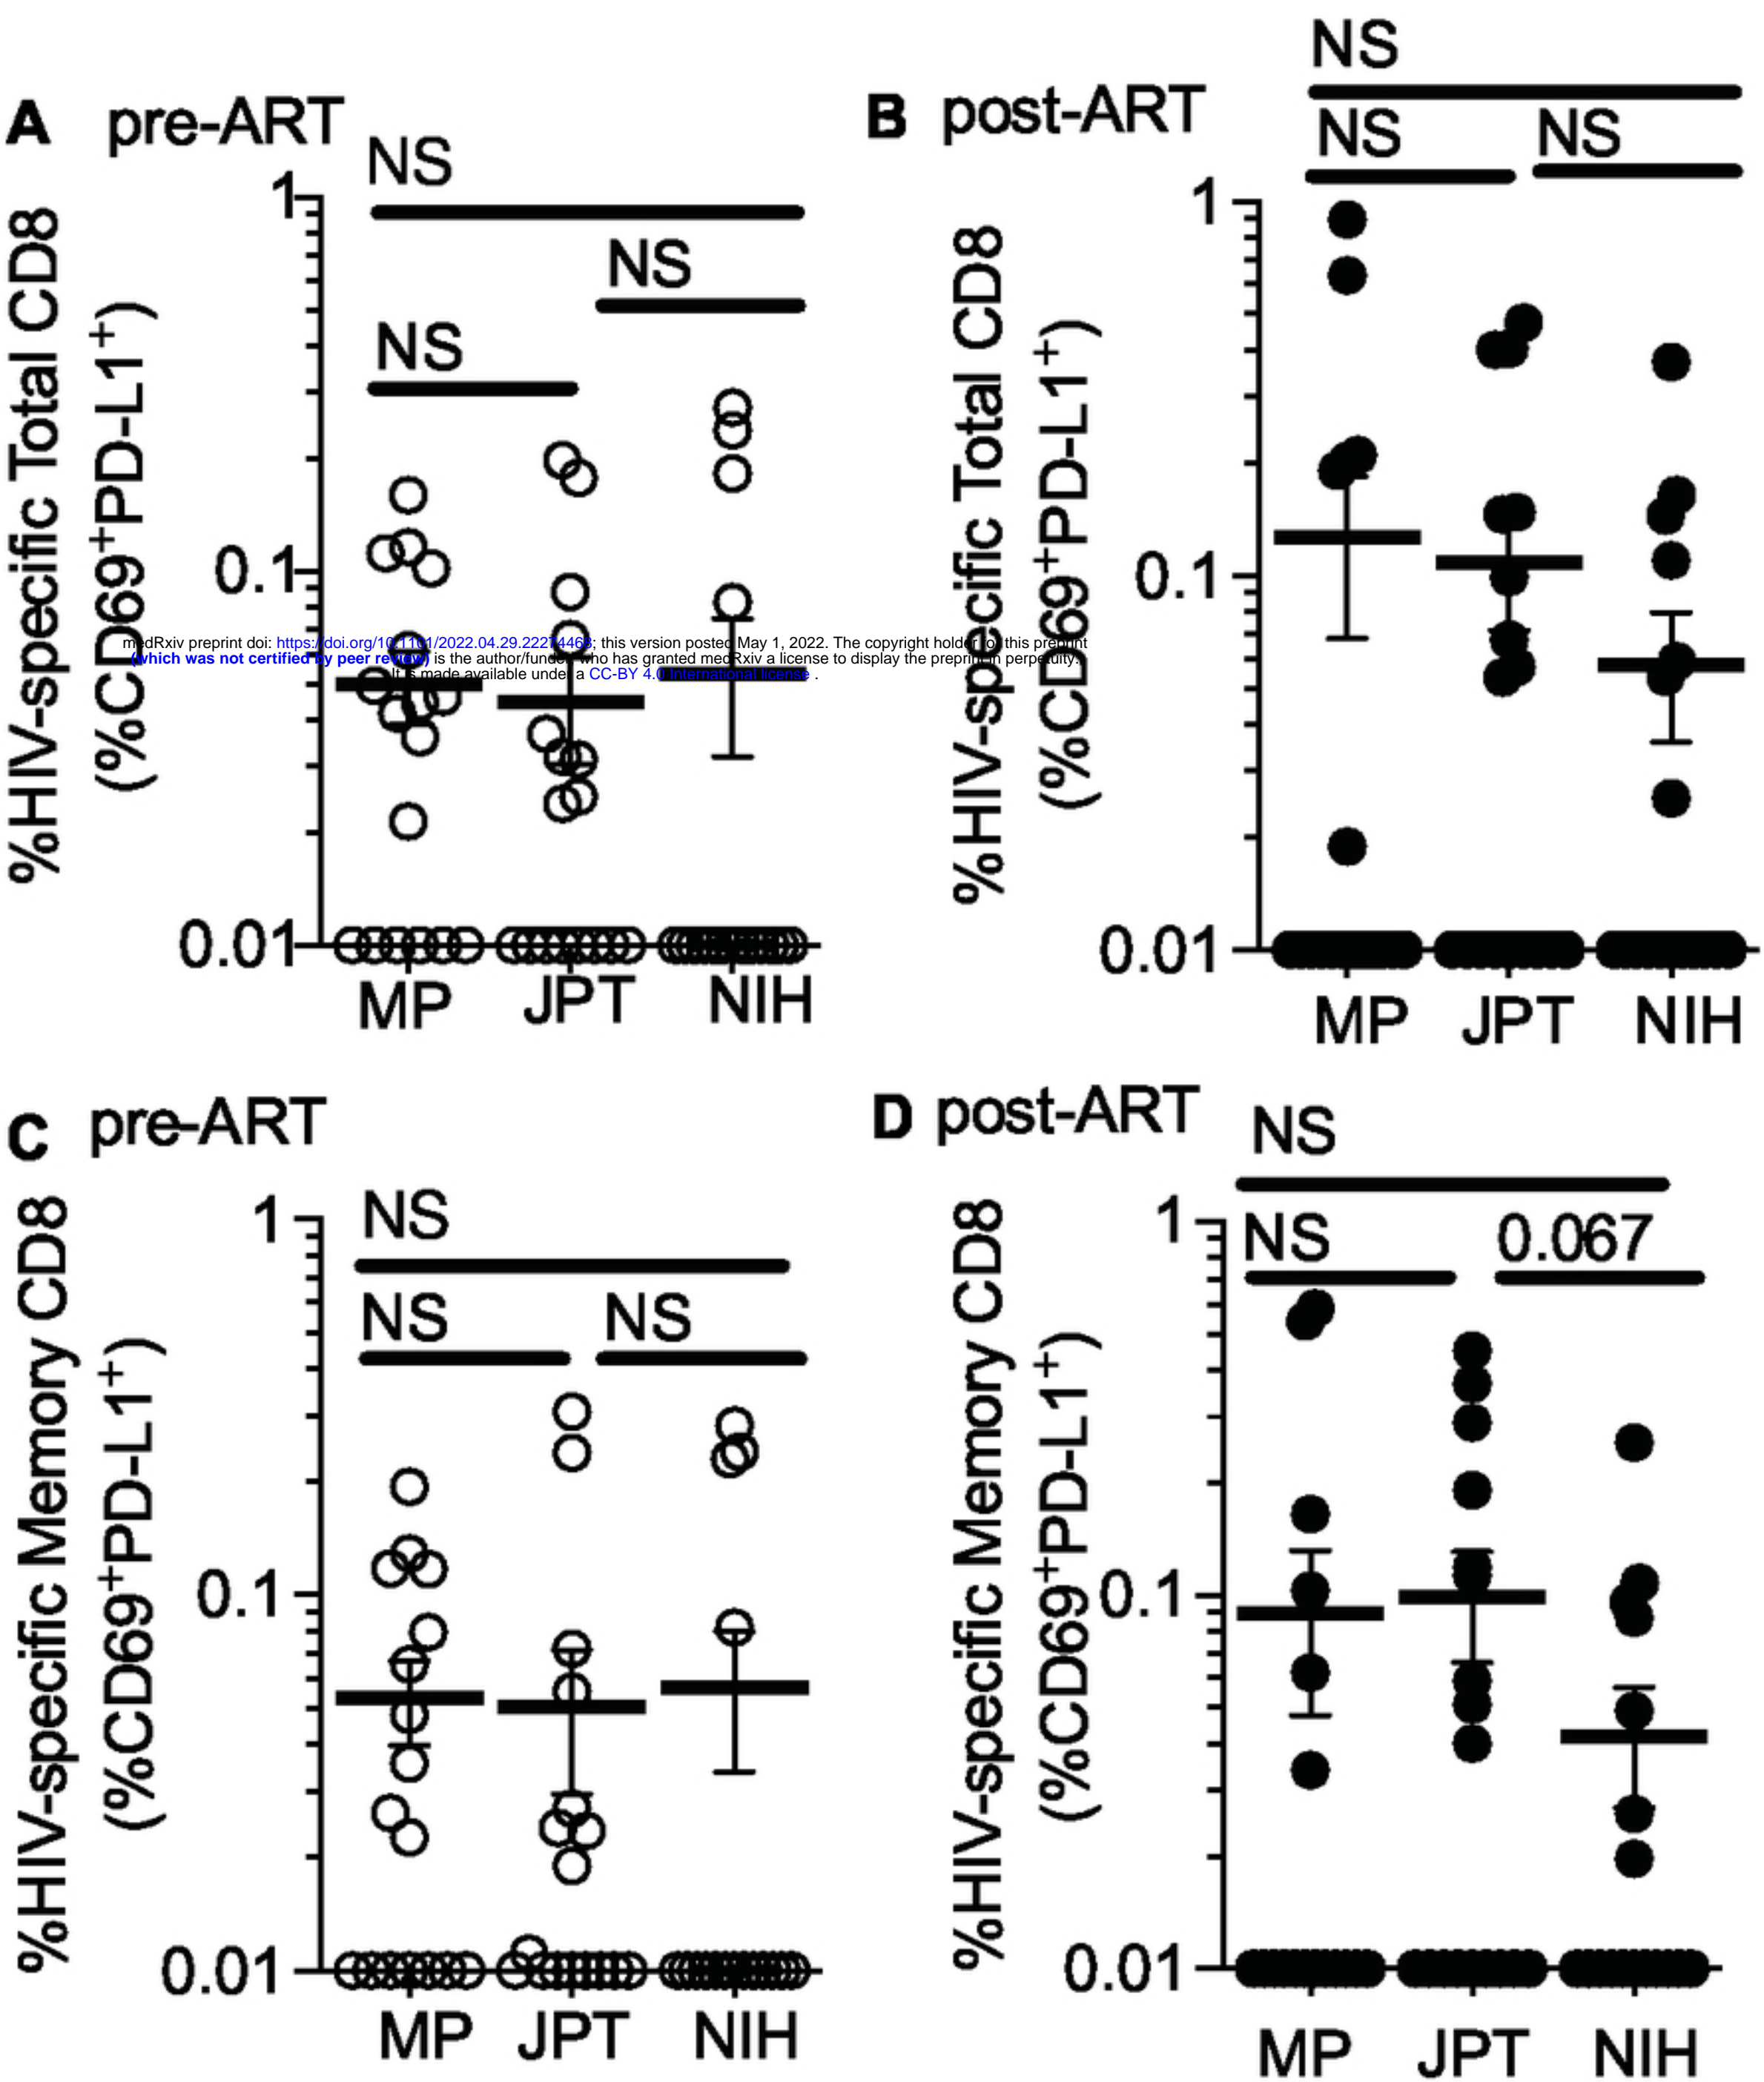 A pre-ART
NS
NS
NS
%HIV-specific Total CD8
(%CD69+PD-L1+)
1
0.1
0.01
MP JPT NIH
B post-ART
NS
NS NS
%HIV-specific Total CD8
(%CD69+PD-L1+)
1
0.1
0.01
MP JPT NIH
medRxiv preprint doi: https://doi.org/10.1101/2022.04.29.22274463; this version posted May 1, 2022. The copyright holder for this preprint
(which was not certified by peer review) is the author/funder, who has granted medRxiv a license to display the preprint in perpetuity.
It is made available under a CC-BY 4.0 International license .
C pre-ART
NS
NS NS
%HIV-specific Memory CD8
(%CD69+PD-L1+)
1
0.1
0.01
MP JPT NIH
D post-ART
NS
NS 0.067
%HIV-specific Memory CD8
(%CD69+PD-L1+)
1
0.1
0.01
MP JPT NIH